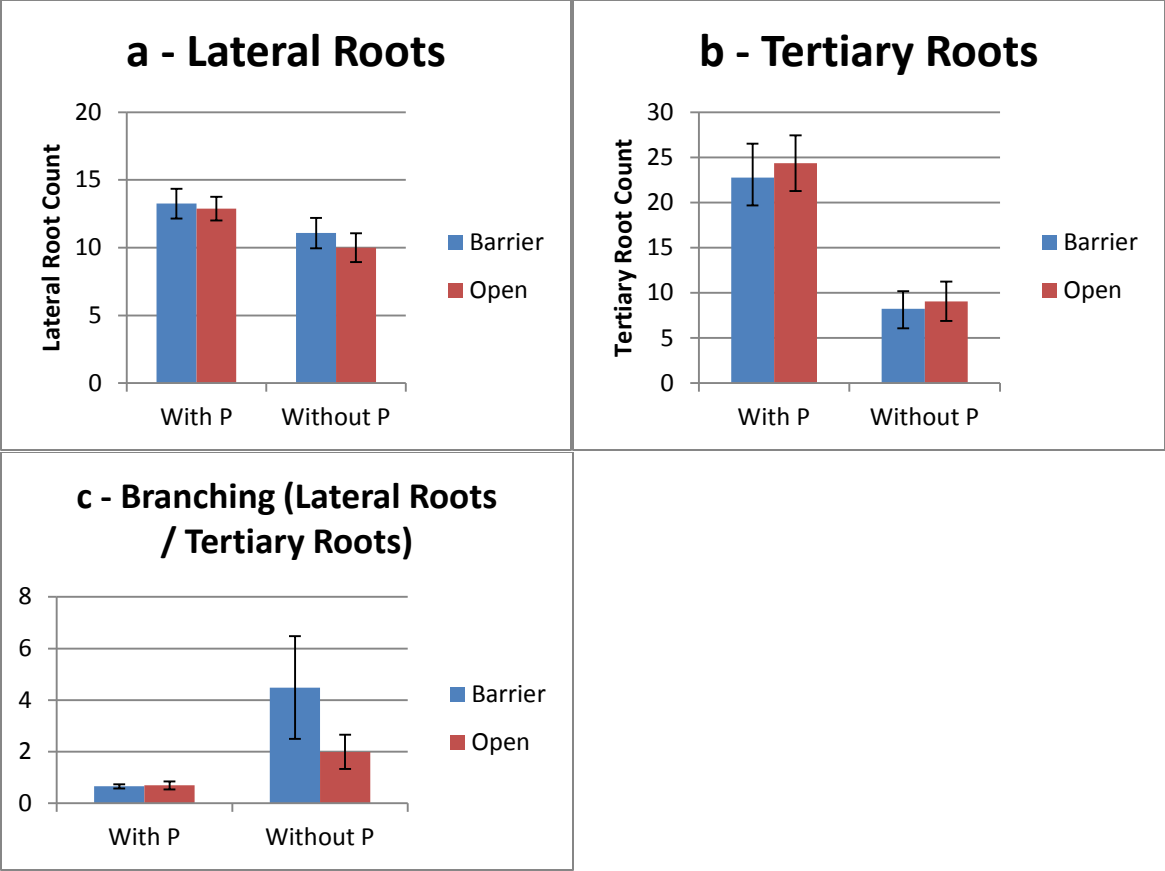 a - Lateral Roots
Lateral Root Count
20
15
10
5
0
With P Without P
Barrier
Open
b - Tertiary Roots
Tertiary Root Count
30
25
20
15
10
5
0
With P Without P
Barrier
Open
c - Branching (Lateral Roots
/ Tertiary Roots)
8
6
4
2
0
With P Without P
Barrier
Open